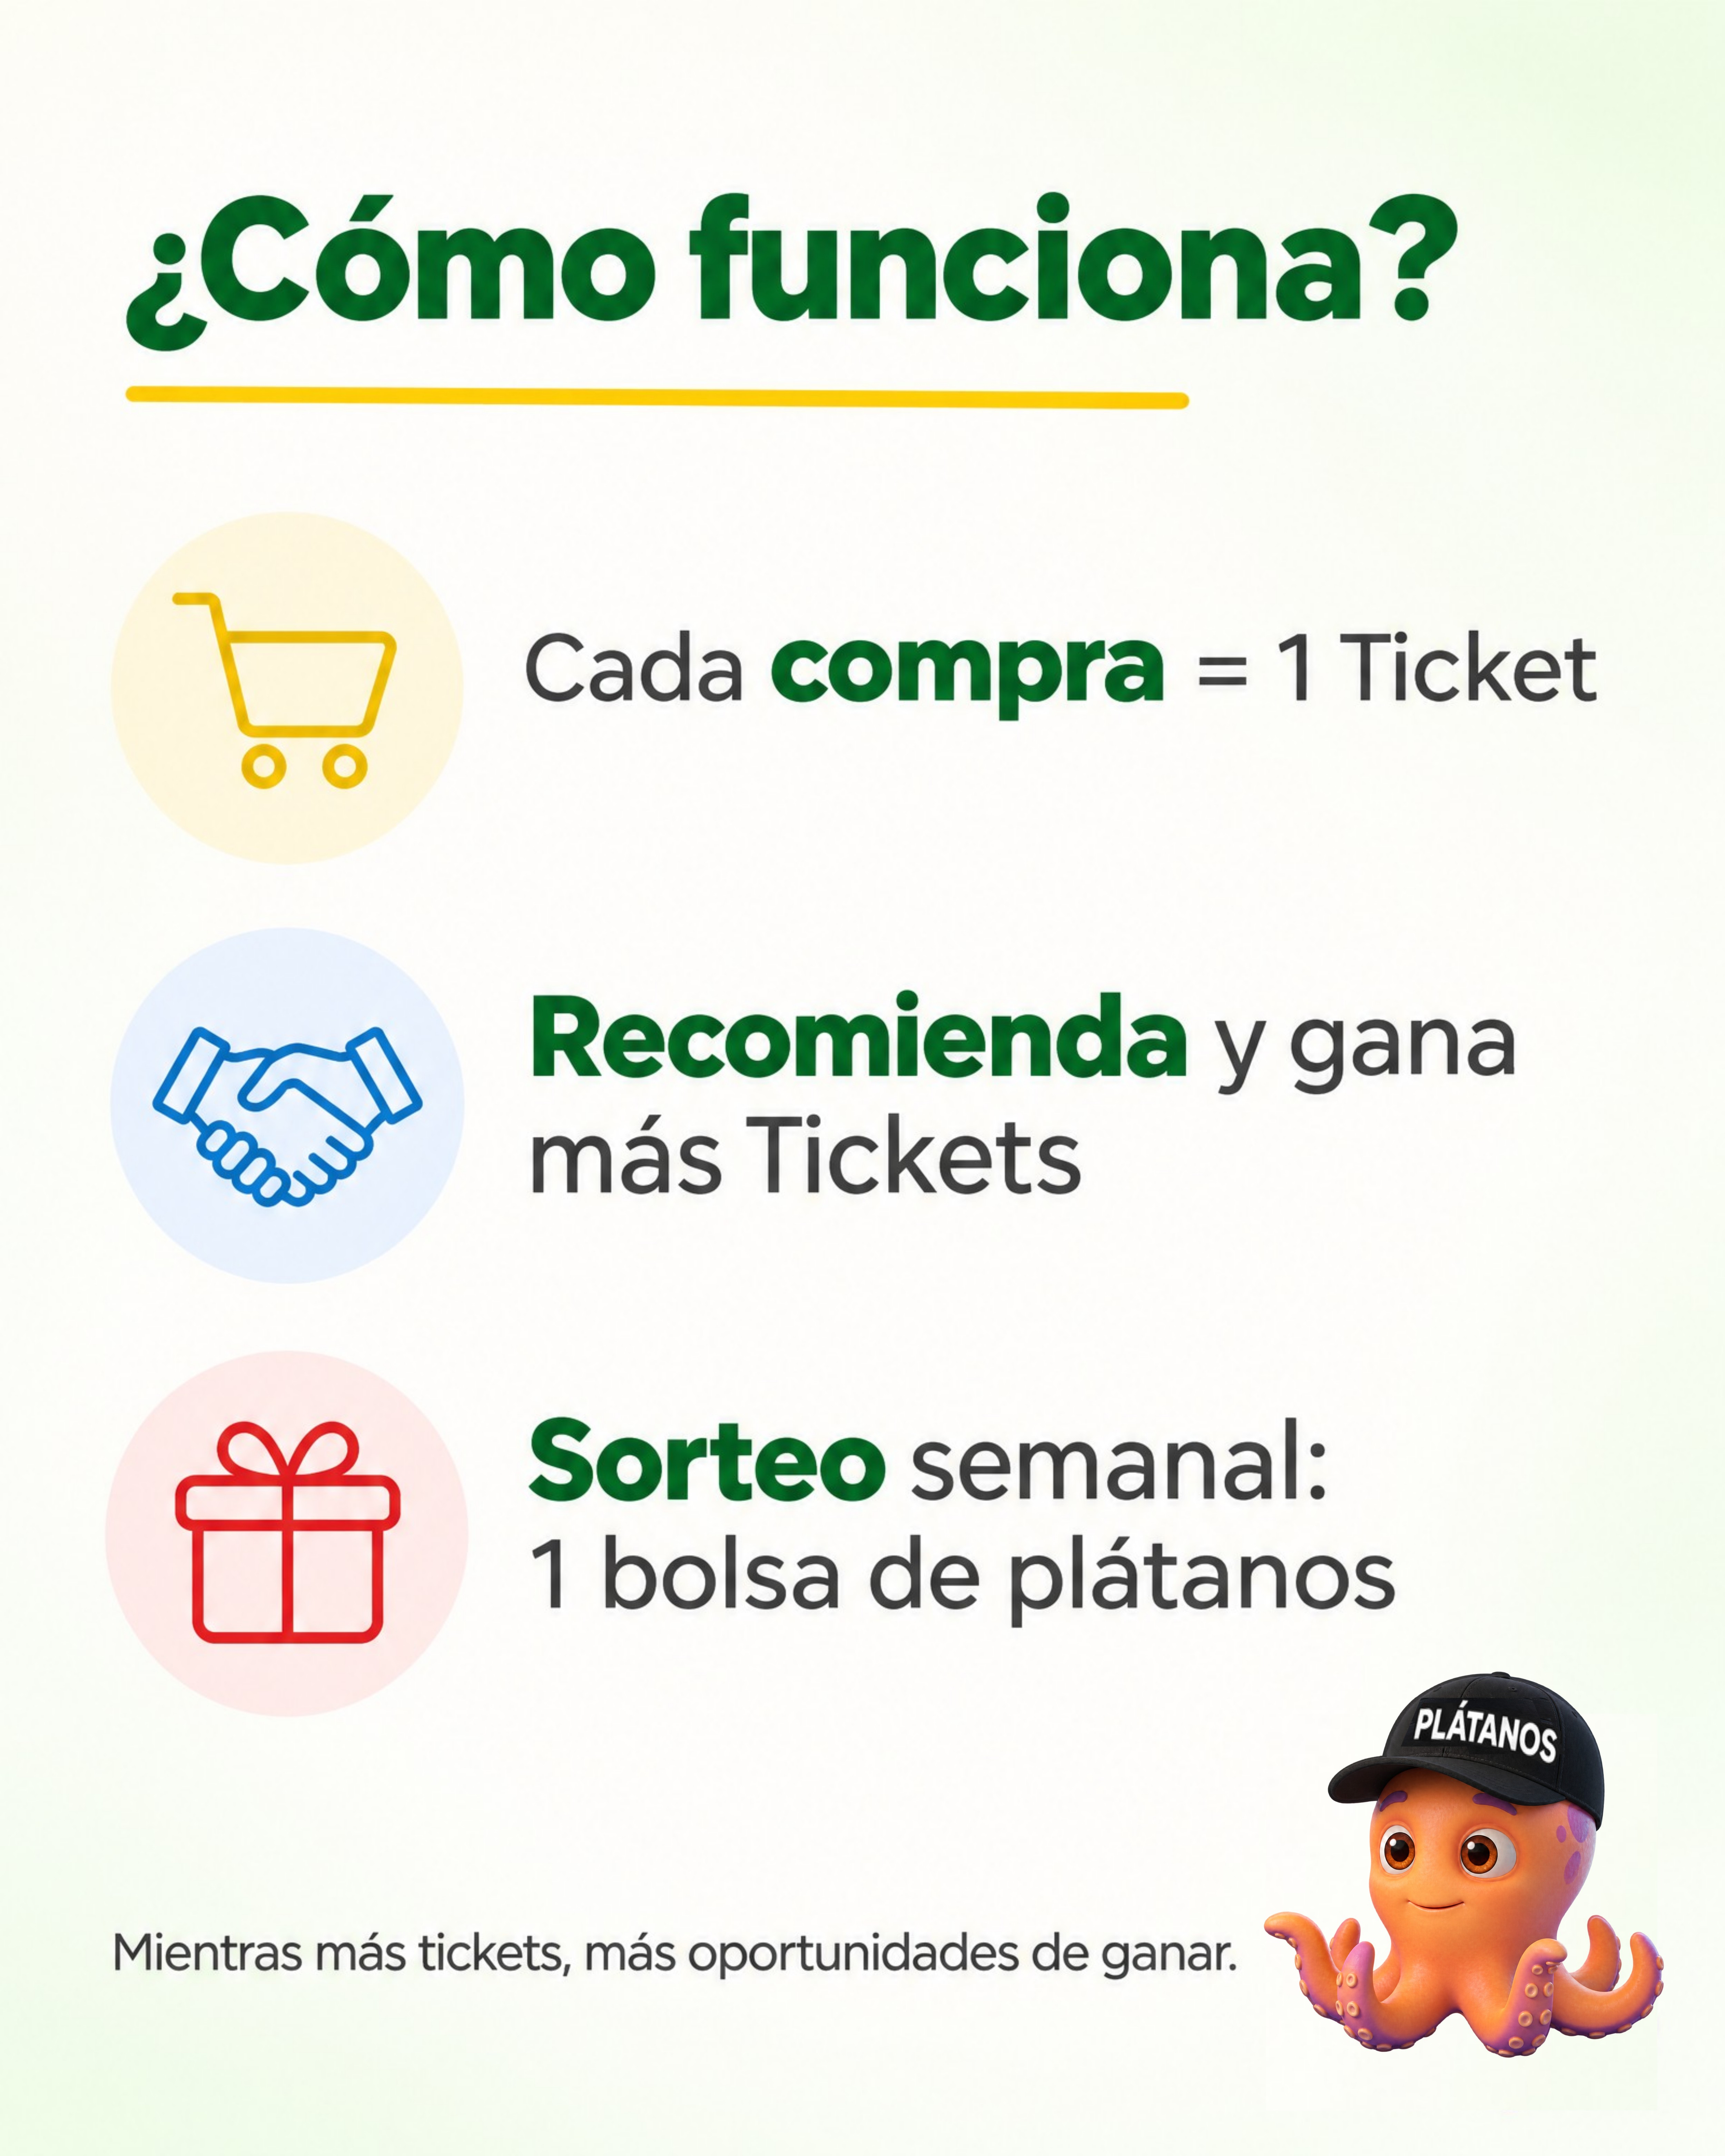 ¿Cómo funciona?
Cada compra = 1 Ticket
Recomienda y gana
más Tickets
Sorteo semanal:
1 bolsa de plátanos
PLÁTANOS
Mientras más tickets, más oportunidades de ganar.